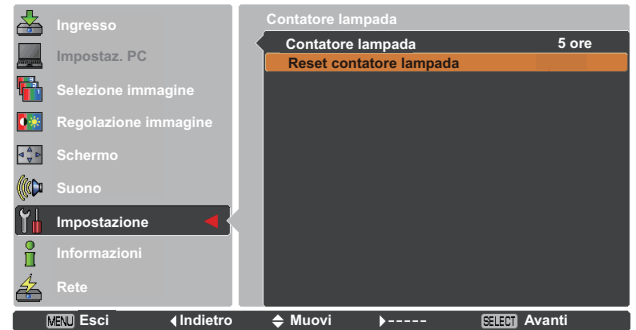 Ingresso
Impostaz. PC
Selezione immagine
Regolazione immagine
Schermo
Suono
Impostazione
Informazioni
Rete
Contatore lampada
Contatore lampada 5 ore
Reset contatore lampada
MENU Esci Indietro Muovi ----- SELECT Avanti